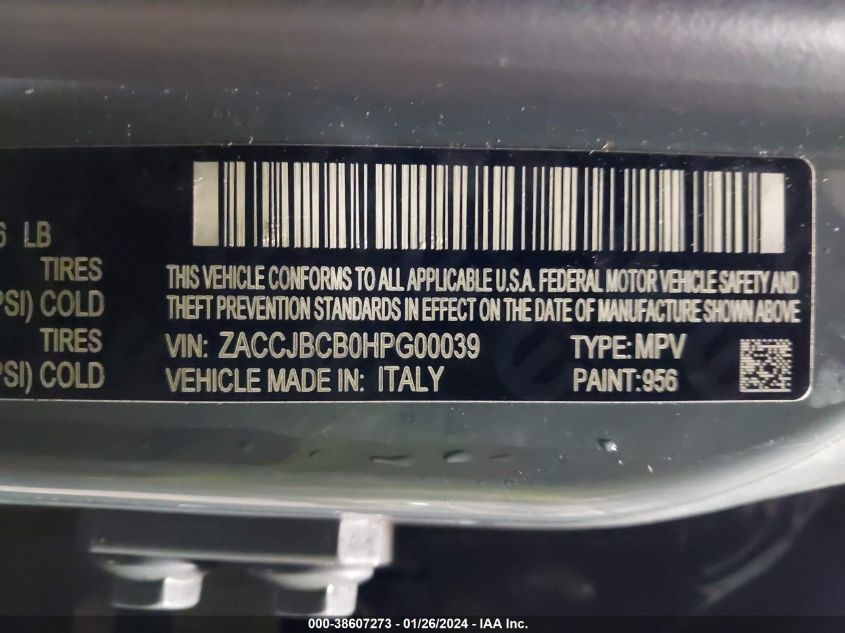 6 LB
TIRES
PSI) COLD
TIRES
PSI) COLD
THIS VEHICLE CONFORMS TO ALL APPLICABLE U.S.A. FEDERAL MOTOR VEHICLE SAFETY AND
THEFT PREVENTION STANDARDS IN EFFECT ON THE DATE OF MANUFACTURE SHOWN ABOVE
VIN: ZACCJBCB0HPG00039 TYPE:MPV
VEHICLE MADE IN: ITALY PAINT:956
000-38607273 - 01/26/2024 - IAA Inc.